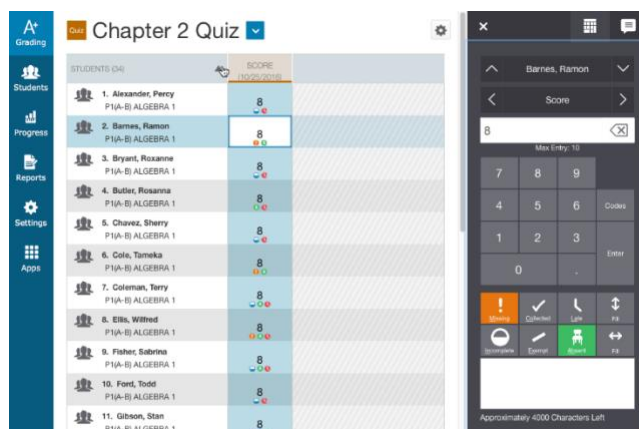 A+
Grading
Students
Progress
Reports
Settings
Apps
Quiz Chapter 2 Quiz
STUDENTS (34)
SCORE
(10/25/2018)
1. Alexander, Percy
P1(A-B) ALGEBRA 1
8
2. Barnes, Ramon
P1(A-B) ALGEBRA 1
8
3. Bryant, Roxanne
P1(A-B) ALGEBRA 1
8
4. Butler, Rosanna
P1(A-B) ALGEBRA 1
8
5. Chavez, Sherry
P1(A-B) ALGEBRA 1
8
6. Cole, Tameka
P1(A-B) ALGEBRA 1
8
7. Coleman, Terry
P1(A-B) ALGEBRA 1
8
8. Ellis, Wilfred
P1(A-B) ALGEBRA 1
8
9. Fisher, Sabrina
P1(A-B) ALGEBRA 1
8
10. Ford, Todd
P1(A-B) ALGEBRA 1
8
11. Gibson, Stan
P1(A-B) ALGEBRA 1
8
Barnes, Ramon
Score
8
Max Entry: 10
7 8 9
4 5 6 Codes
1 2 3
Enter
0 .
Missing Collected Late Fill
Incomplete Exempt Absent Fill
Approximately 4000 Characters Left